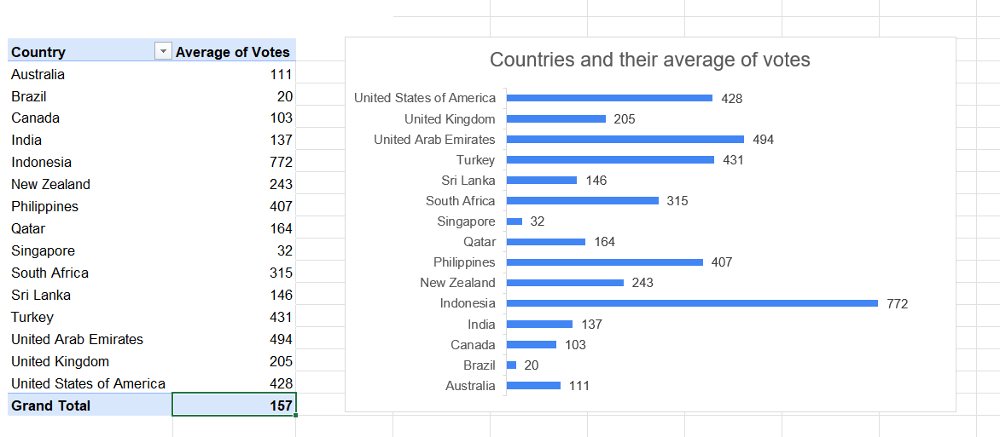 Country Average of Votes
Australia 111
Brazil 20
Canada 103
India 137
Indonesia 772
New Zealand 243
Philippines 407
Qatar 164
Singapore 32
South Africa 315
Sri Lanka 146
Turkey 431
United Arab Emirates 494
United Kingdom 205
United States of America 428
Grand Total 157
Countries and their average of votes
United States of America 428
United Kingdom 205
United Arab Emirates 494
Turkey 431
Sri Lanka 146
South Africa 315
Singapore 32
Qatar 164
Philippines 407
New Zealand 243
Indonesia 772
India 137
Canada 103
Brazil 20
Australia 111